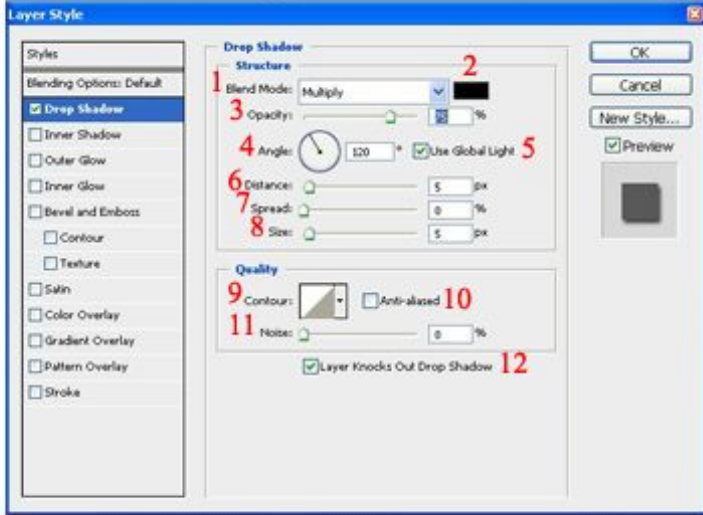 Layer Style
Styles
Blending Options: Default
Drop Shadow
Inner Shadow
Outer Glow
Inner Glow
Bevel and Emboss
Contour
Texture
Satin
Color Overlay
Gradient Overlay
Pattern Overlay
Stroke
Drop Shadow
Structure
1 Blend Mode: Multiply 2
3 Opacity: 75 %
4 Angle: 120 ° Use Global Light 5
6 Distance: 5 px
7 Spread: 0 %
8 Size: 5 px
Quality
9 Contour: Anti-aliased 10
11 Noise: 0 %
Layer Knocks Out Drop Shadow 12
OK
Cancel
New Style...
Preview